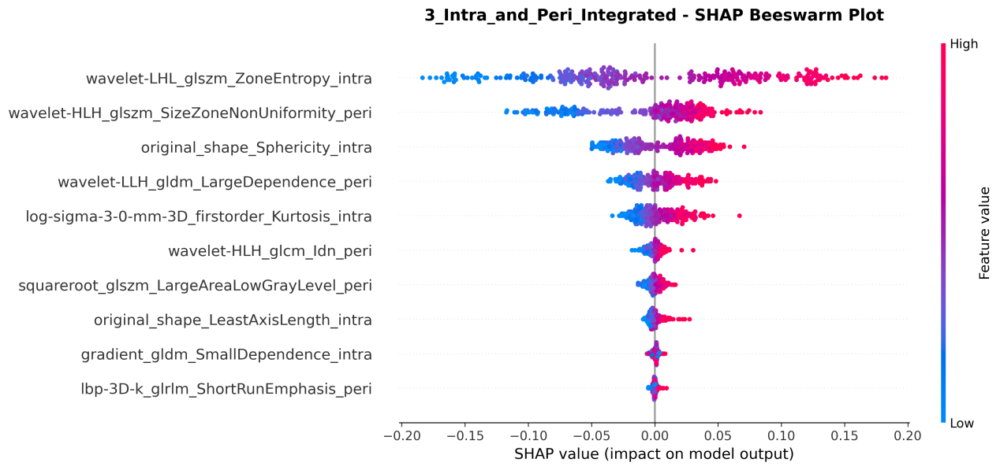 3_Intra_and_Peri_Integrated - SHAP Beeswarm Plot
High
wavelet-LHL_glszm_ZoneEntropy_intra
wavelet-HLH_glszm_SizeZoneNonUniformity_peri
original_shape_Sphericity_intra
wavelet-LLH_gldm_LargeDependence_peri
log-sigma-3-0-mm-3D_firstorder_Kurtosis_intra
wavelet-HLH_glcm_Idn_peri
squareroot_glszm_LargeAreaLowGrayLevel_peri
original_shape_LeastAxisLength_intra
gradient_gldm_SmallDependence_intra
lbp-3D-k_glrlm_ShortRunEmphasis_peri
Feature value
Low
−0.20 −0.15 −0.10 −0.05 0.00 0.05 0.10 0.15 0.20
SHAP value (impact on model output)